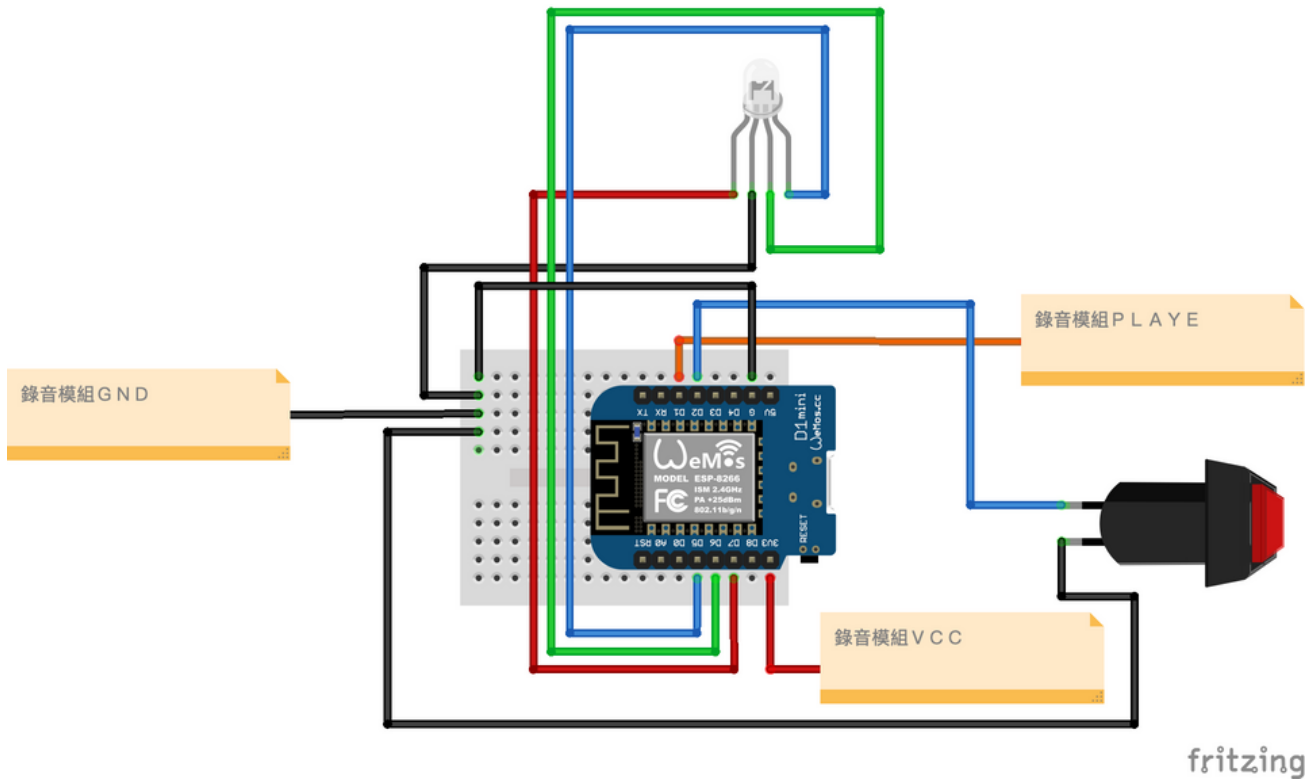 錄音模組ＰＬＡＹＥ
錄音模組ＧＮＤ
TX RX D1 D2 D3 D4 G 5V
D1 mini
WeMos.cc
WeMos
MODEL ESP-8266
FC
ISM 2.4GHz
PA +25dBm
802.11b/g/n
RESET
RST A0 D0 D5 D6 D7 D8 3V3
錄音模組ＶＣＣ
fritzing